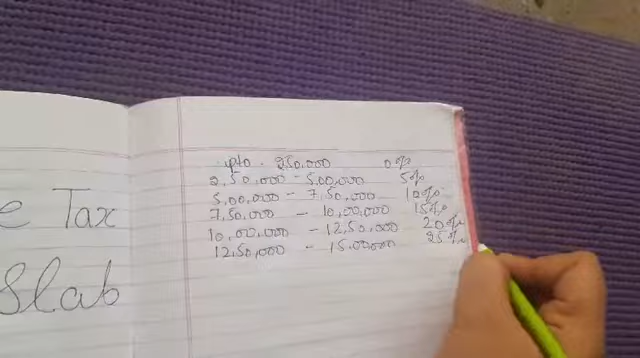 e Tax
Slab
upto - 250,000 0%
2,50,000 - 5,00,000 5%
5,00,000 - 7,50,000 10%
7,50,000 - 10,00,000 15%
10,00,000 - 12,50,000 20%
12,50,000 - 15,00,000 25%